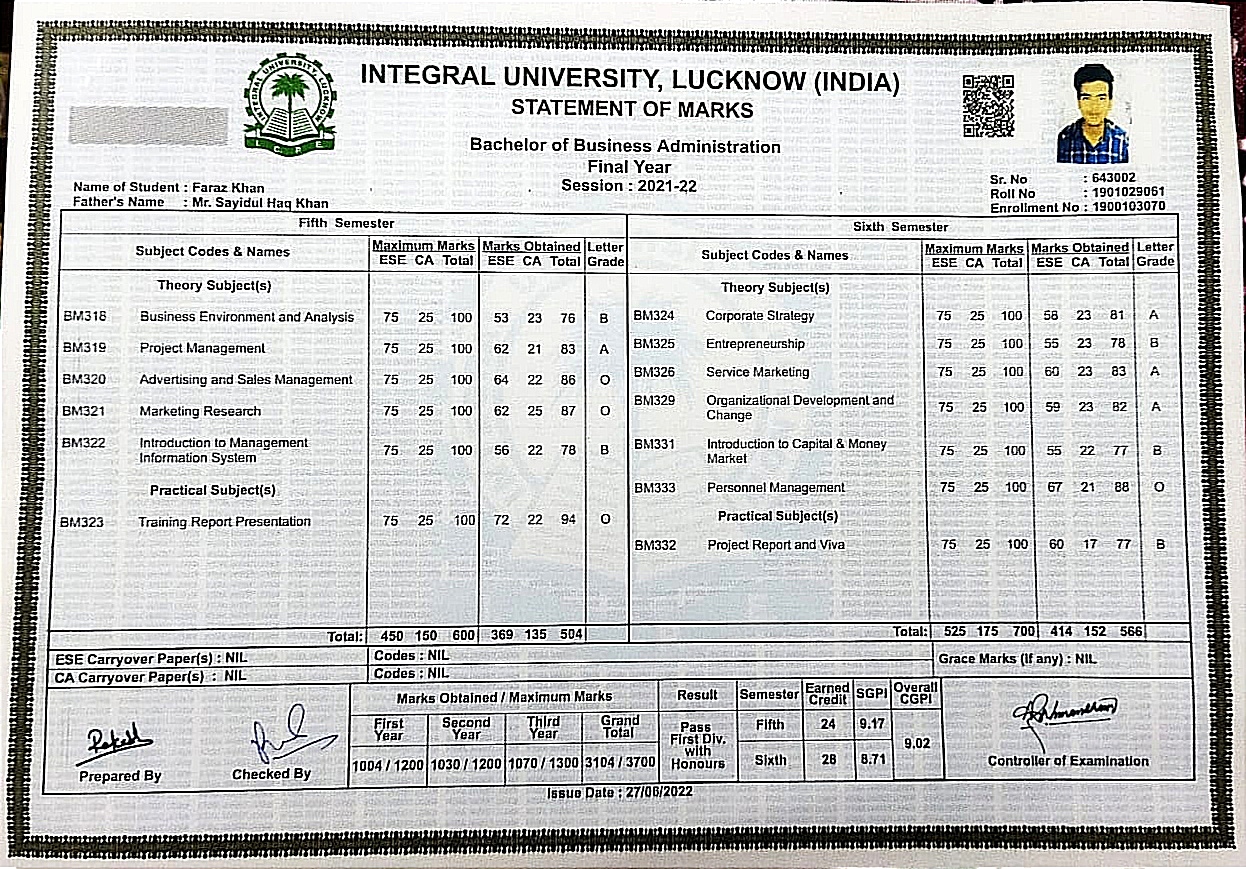 INTEGRAL UNIVERSITY, LUCKNOW (INDIA)
STATEMENT OF MARKS
INTEGRAL UNIVERSITY, LUCKNOW
I. C. P. E
Bachelor of Business Administration
Final Year
Session : 2021-22
Name of Student : Faraz Khan
Father's Name : Mr. Sayidul Haq Khan
Sr. No : 643002
Roll No : 1901029061
Enrollment No : 1900103070
Fifth Semester
Subject Codes & Names Maximum Marks Marks Obtained Letter
ESE CA Total ESE CA Total Grade
Theory Subject(s)
BM318 Business Environment and Analysis 75 25 100 53 23 76 B
BM319 Project Management 75 25 100 62 21 83 A
BM320 Advertising and Sales Management 75 25 100 64 22 86 O
BM321 Marketing Research 75 25 100 62 25 87 O
BM322 Introduction to Management
Information System 75 25 100 56 22 78 B
Practical Subject(s)
BM323 Training Report Presentation 75 25 100 72 22 94 O
Total: 450 150 600 369 135 504
Sixth Semester
Subject Codes & Names Maximum Marks Marks Obtained Letter
ESE CA Total ESE CA Total Grade
Theory Subject(s)
BM324 Corporate Strategy 75 25 100 58 23 81 A
BM325 Entrepreneurship 75 25 100 55 23 78 B
BM326 Service Marketing 75 25 100 60 23 83 A
BM329 Organizational Development and
Change 75 25 100 59 23 82 A
BM331 Introduction to Capital & Money
Market 75 25 100 55 22 77 B
BM333 Personnel Management 75 25 100 67 21 88 O
Practical Subject(s)
BM332 Project Report and Viva 75 25 100 60 17 77 B
Total: 525 175 700 414 152 566
ESE Carryover Paper(s) : NIL Codes : NIL
CA Carryover Paper(s) : NIL Codes : NIL
Grace Marks (If any) : NIL
Marks Obtained / Maximum Marks
First Year Second Year Third Year Grand Total
1004 / 1200 1030 / 1200 1070 / 1300 3104 / 3700
Result
Pass
First Div.
with
Honours
Semester Earned Credit SGPI Overall CGPI
Fifth 24 9.17
9.02
Sixth 28 8.71
Prepared By
Checked By
Controller of Examination
Issue Date : 27/06/2022